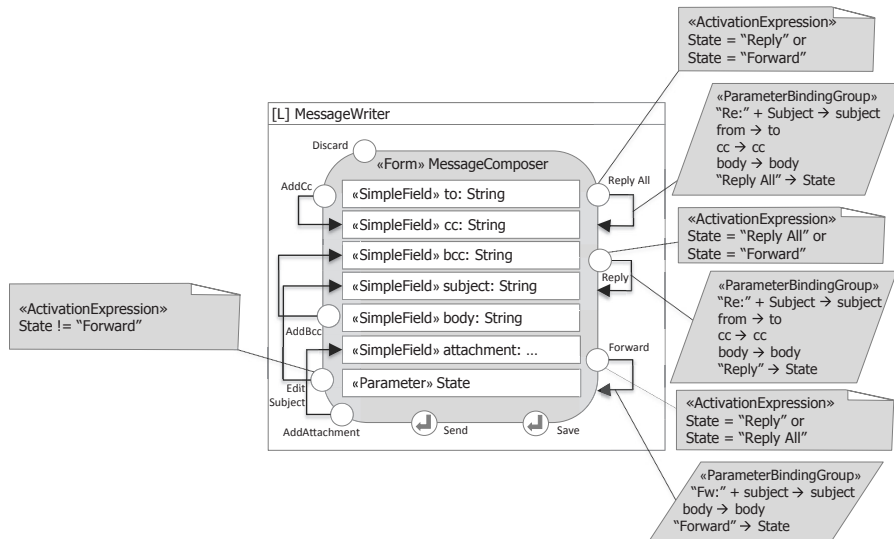 «ActivationExpression»
State = “Reply” or
State = “Forward”
«ParameterBindingGroup»
“Re:” + Subject → subject
from → to
cc → cc
body → body
“Reply All” → State
[L] MessageWriter
Discard
«Form» MessageComposer
AddCc
Reply All
«SimpleField» to: String
«SimpleField» cc: String
«SimpleField» bcc: String
«SimpleField» subject: String
«SimpleField» body: String
«SimpleField» attachment: ...
«Parameter» State
Reply
AddBcc
Forward
Edit
Subject
AddAttachment
Send
Save
«ActivationExpression»
State != “Forward”
«ActivationExpression»
State = “Reply All” or
State = “Forward”
«ParameterBindingGroup»
“Re:” + Subject → subject
from → to
cc → cc
body → body
“Reply” → State
«ActivationExpression»
State = “Reply” or
State = “Reply All”
«ParameterBindingGroup»
“Fw:” + subject → subject
body → body
“Forward” → State